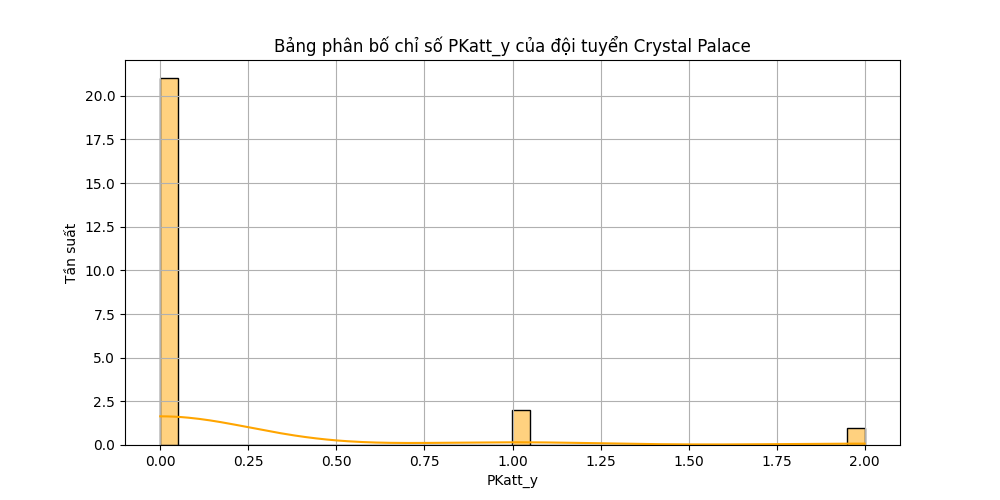 Bảng phân bố chỉ số PKatt_y của đội tuyển Crystal Palace
20.0
17.5
15.0
12.5
10.0
7.5
5.0
2.5
0.0
Tần suất
0.00 0.25 0.50 0.75 1.00 1.25 1.50 1.75 2.00
PKatt_y